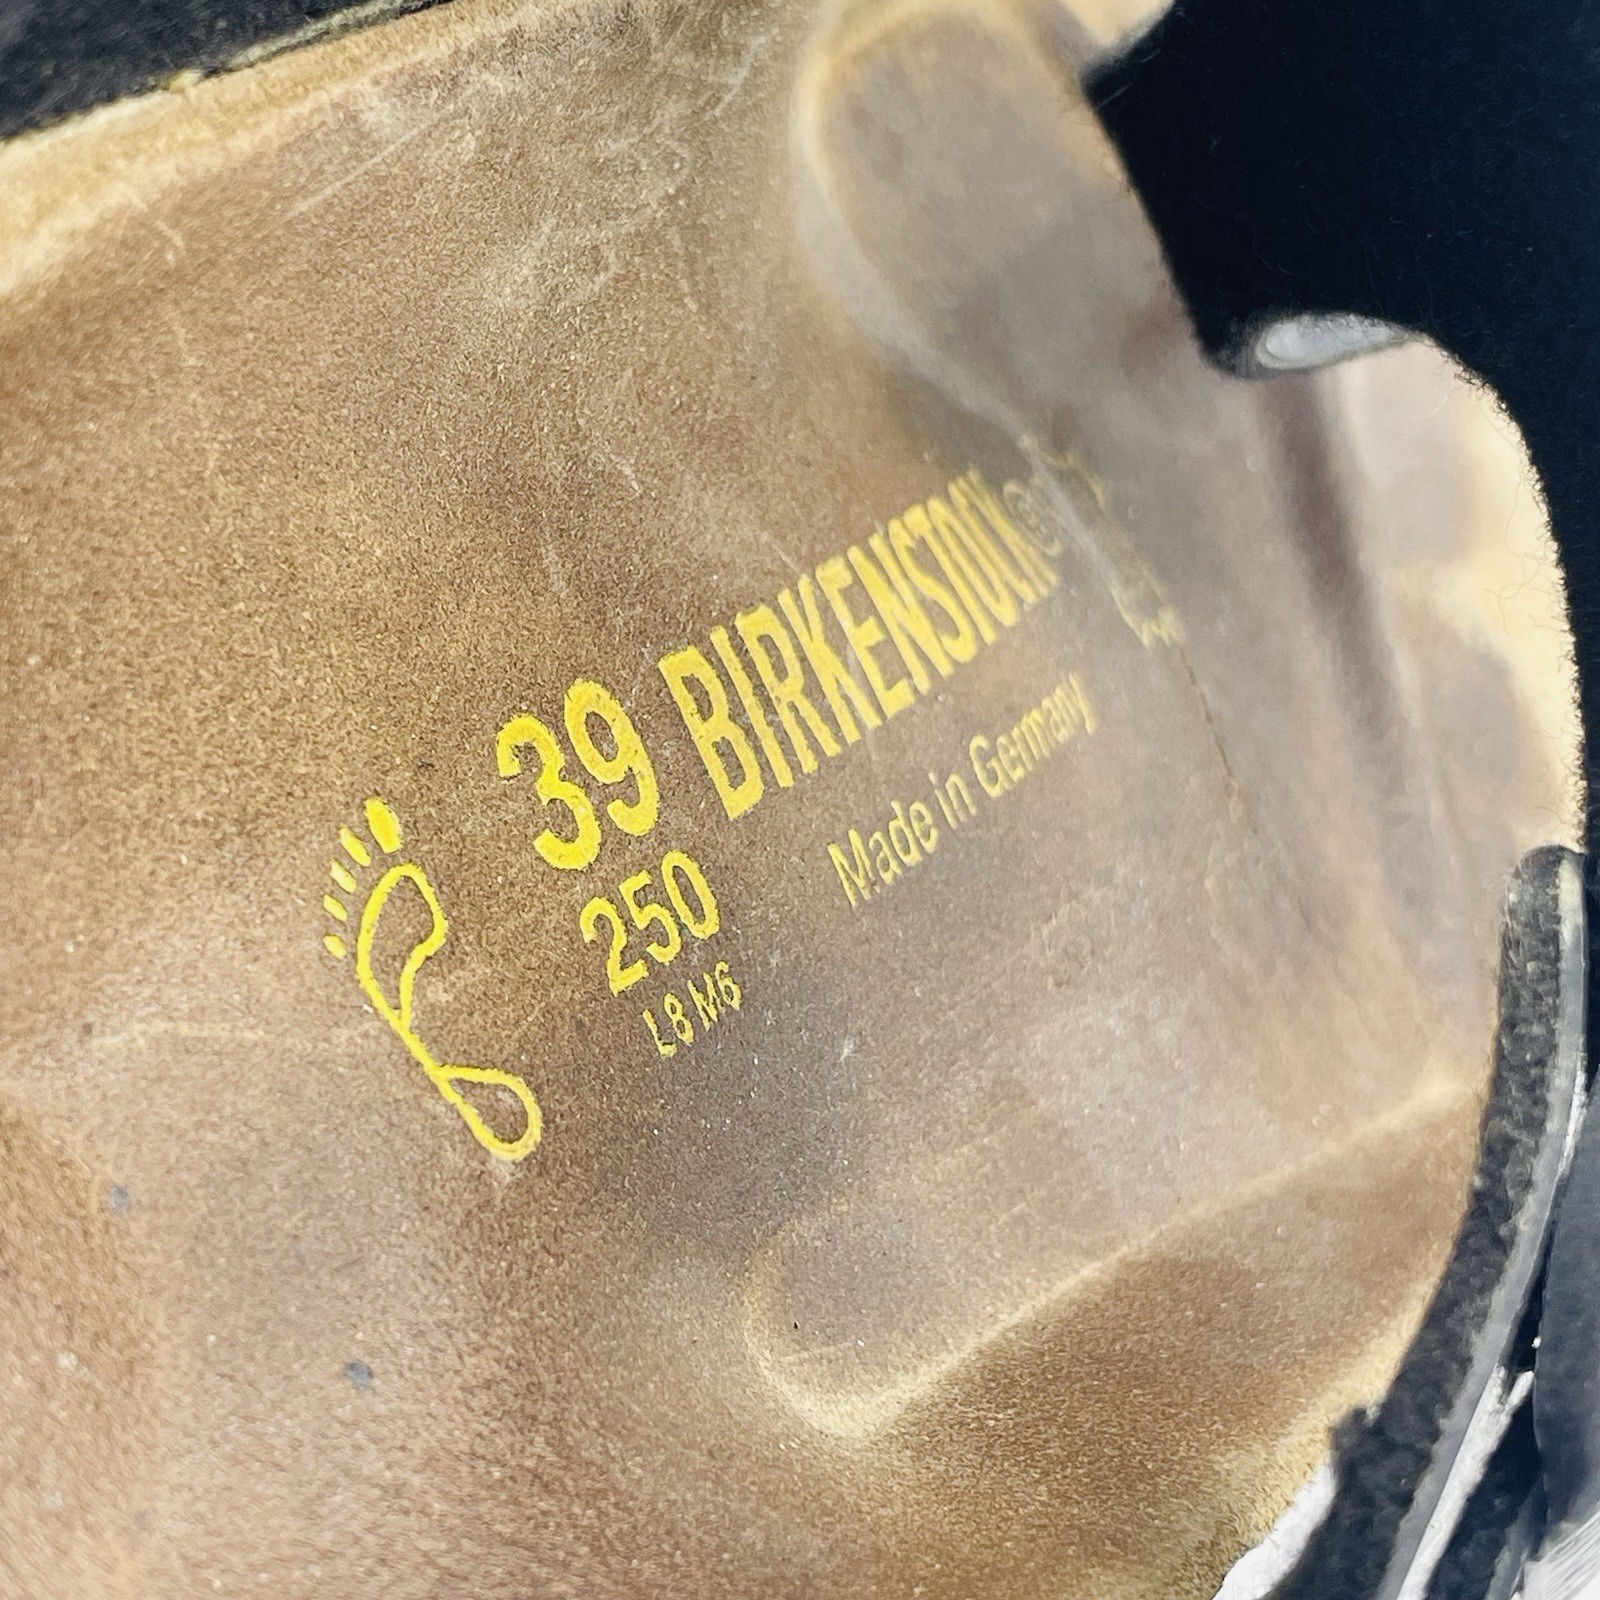 39 BIRKENSTOCK®
250
Made in Germany
L8 M6